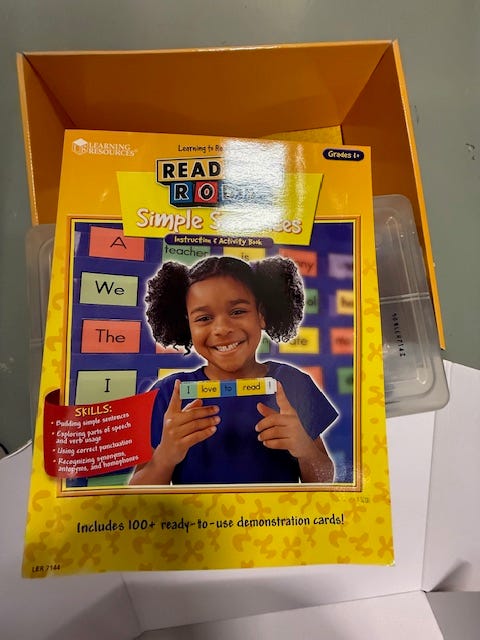 LEARNING
RESOURCES
Learning to Re
Grades 1+
READ
RO
Simple S
Instruction & Activity Book
A
teacher
is
We
The
I
I love to read !
SKILLS:
• Building simple sentences
• Exploring parts of speech
and verb usage
• Using correct punctuation
• Recognizing synonyms,
antonyms, and homophones
Includes 100+ ready-to-use demonstration cards!
LER 7144